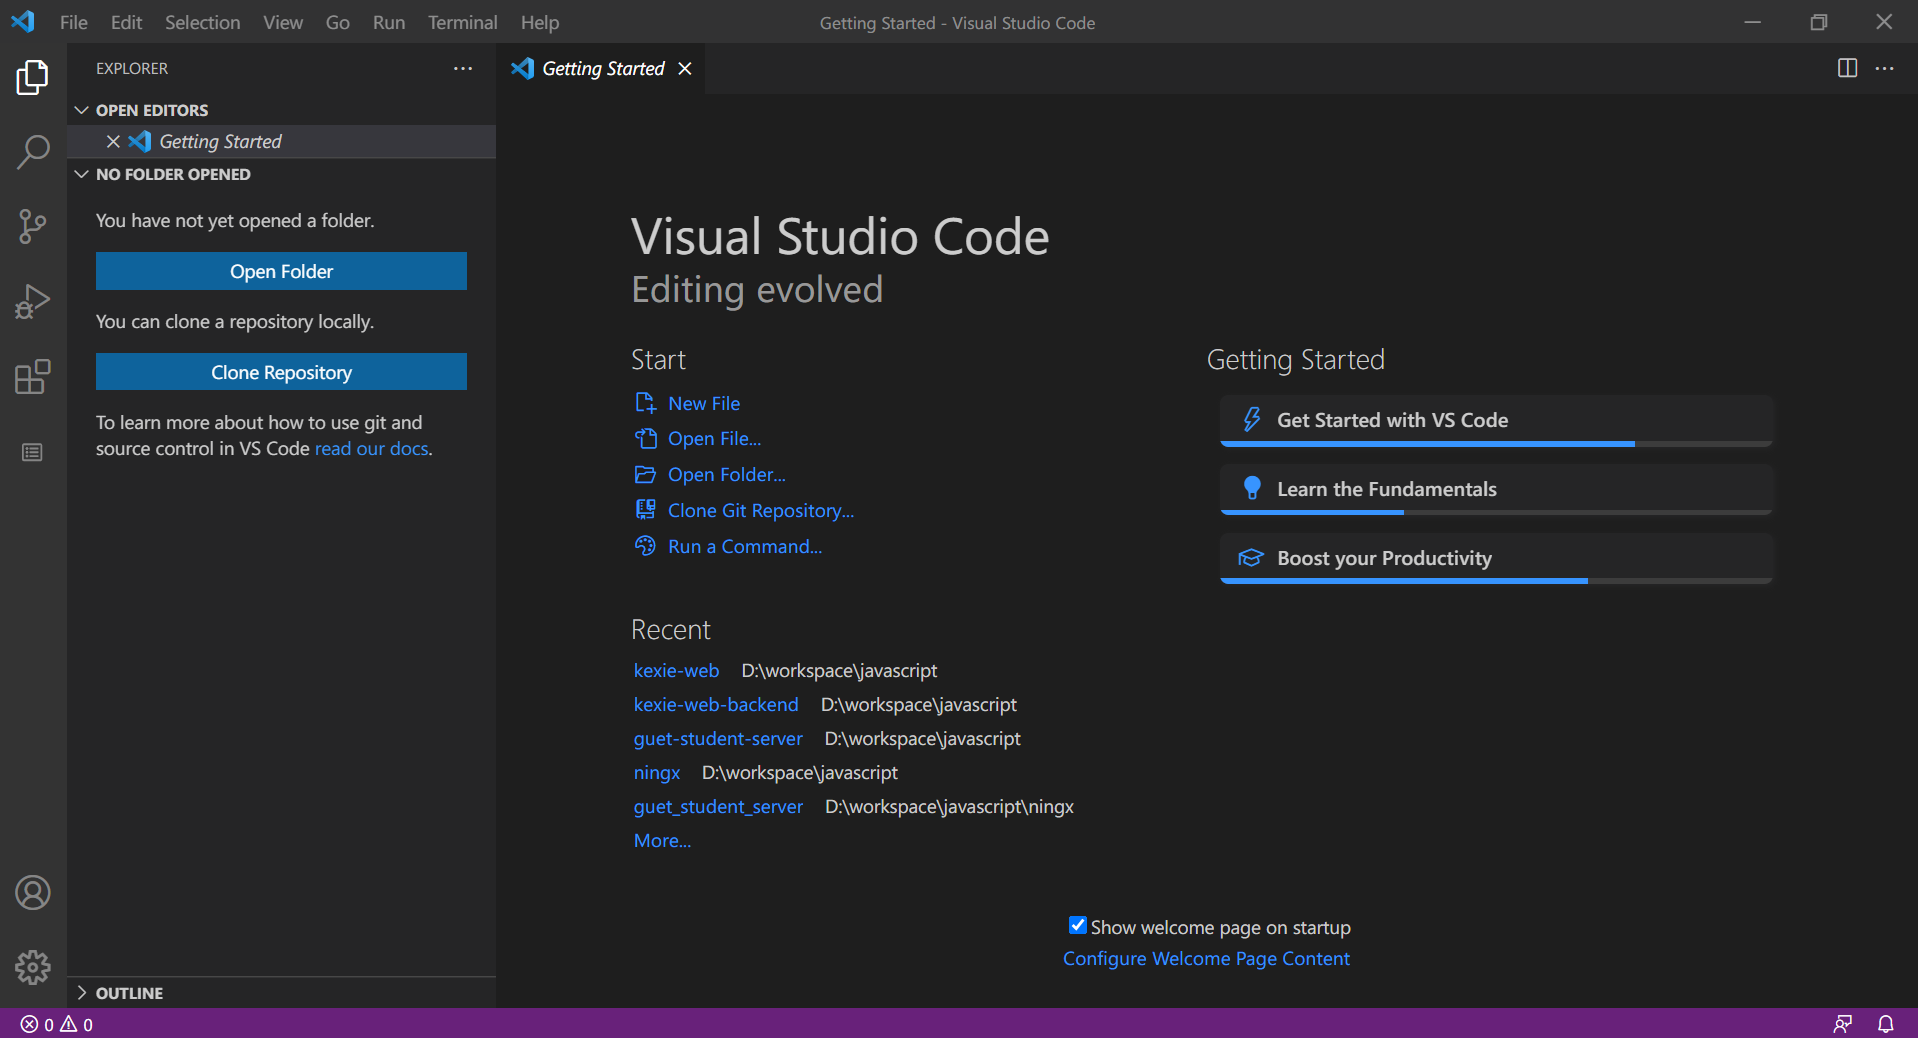 File Edit Selection View Go Run Terminal Help
Getting Started - Visual Studio Code
EXPLORER
OPEN EDITORS
Getting Started
NO FOLDER OPENED
You have not yet opened a folder.
Open Folder
You can clone a repository locally.
Clone Repository
To learn more about how to use git and
source control in VS Code read our docs.
OUTLINE
Getting Started
Visual Studio Code
Editing evolved
Start
New File
Open File...
Open Folder...
Clone Git Repository...
Run a Command...
Recent
kexie-web D:\workspace\javascript
kexie-web-backend D:\workspace\javascript
guet-student-server D:\workspace\javascript
ningx D:\workspace\javascript
guet_student_server D:\workspace\javascript\ningx
More...
Getting Started
Get Started with VS Code
Learn the Fundamentals
Boost your Productivity
Show welcome page on startup
Configure Welcome Page Content
0 0